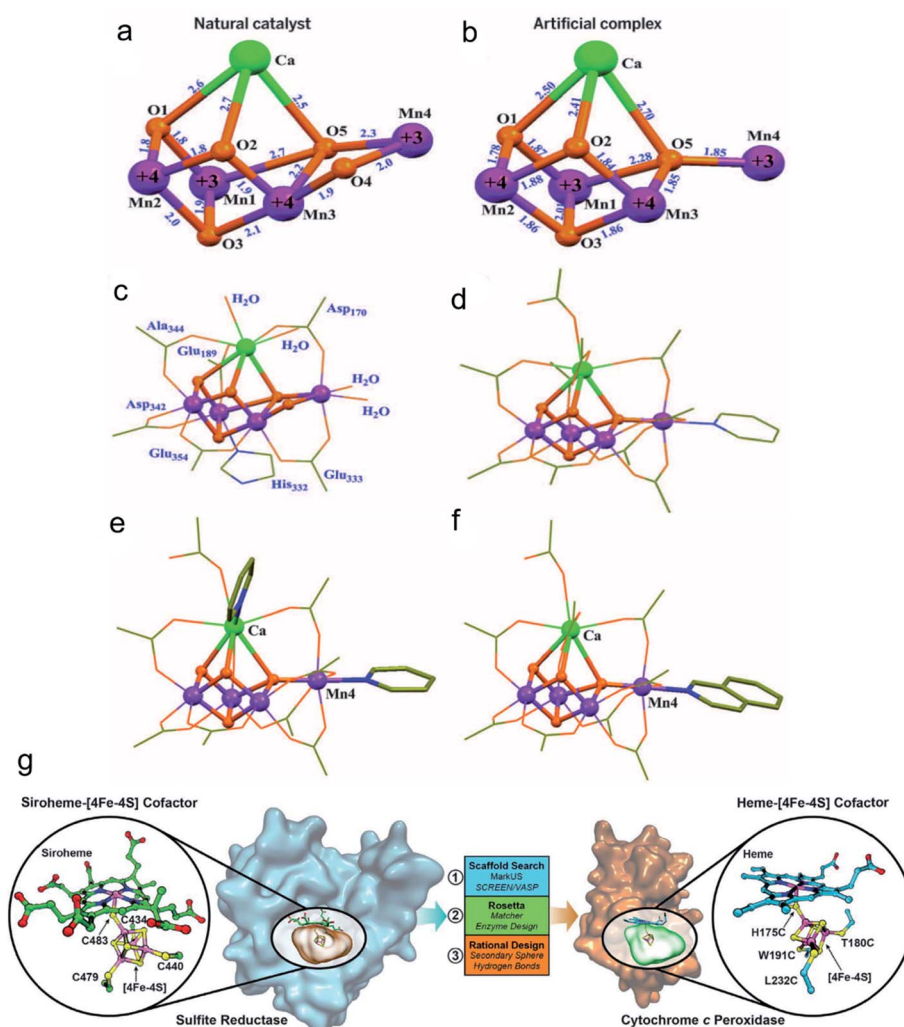 a
Natural catalyst
Ca
2.6
2.7
2.5
O1
O2
O5
2.3
Mn4
+3
1.8
1.8
1.8
2.7
2.2
O4
2.0
+4
+3
1.9
1.9
1.9
+4
Mn2
Mn1
Mn3
2.0
O3
2.1
b
Artificial complex
Ca
2.50
2.41
2.70
O1
O2
O5
Mn4
1.85
+3
1.78
1.87
1.84
2.28
1.85
+4
1.88
+3
+4
Mn2
Mn1
2.01
Mn3
1.86
O3
1.86
c
H₂O
Asp₁₇₀
Ala₃₄₄
H₂O
Glu₁₈₉
H₂O
Asp₃₄₂
H₂O
Glu₃₅₄
Glu₃₃₃
His₃₃₂
d
e
Ca
Mn4
f
Ca
Mn4
g
Siroheme-[4Fe-4S] Cofactor
Siroheme
C434
C483
C479
C440
[4Fe-4S]
Sulfite Reductase
1
Scaffold Search
MarkUS
SCREEN/VASP
2
Rosetta
Matcher
Enzyme Design
3
Rational Design
Secondary Sphere
Hydrogen Bonds
Heme-[4Fe-4S] Cofactor
Heme
H175C
T180C
W191C
L232C
[4Fe-4S]
Cytochrome c Peroxidase